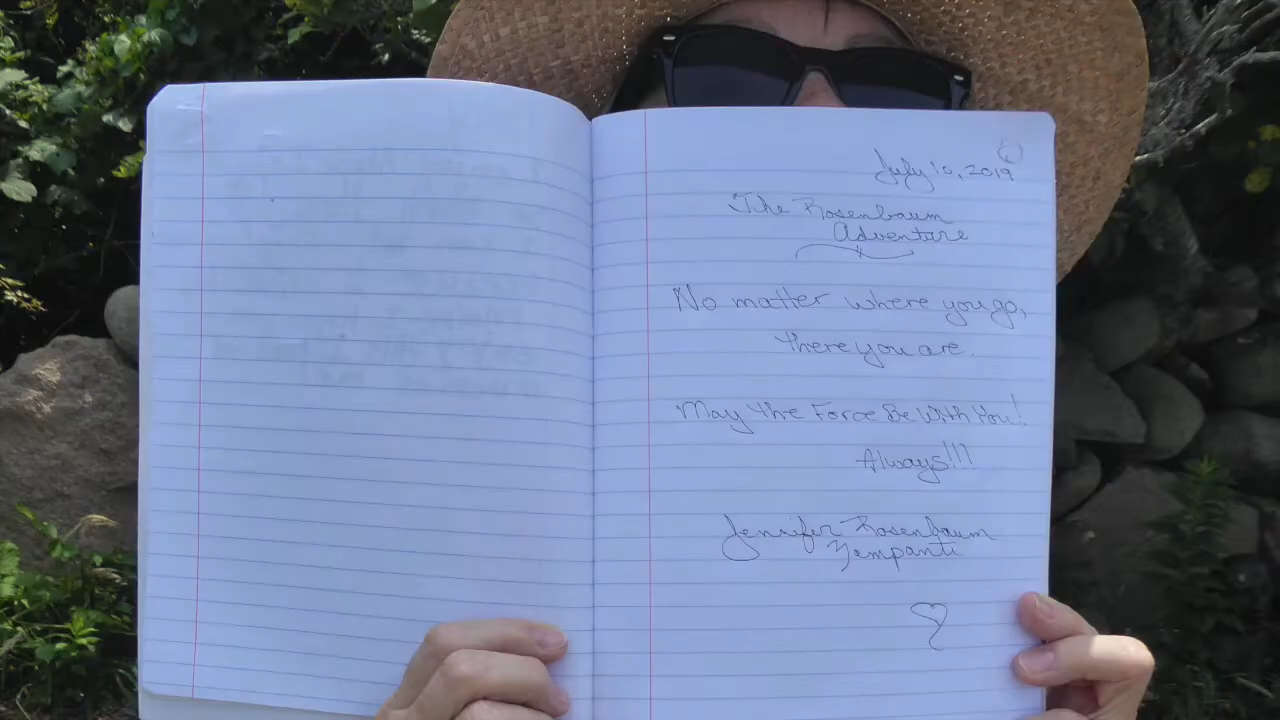 July 10, 2019
The Rosenbaum
Adventure
No matter where you go,
there you are.
May the Force Be With You!
Always!!!
Jennifer Rosenbaum
Zampanti